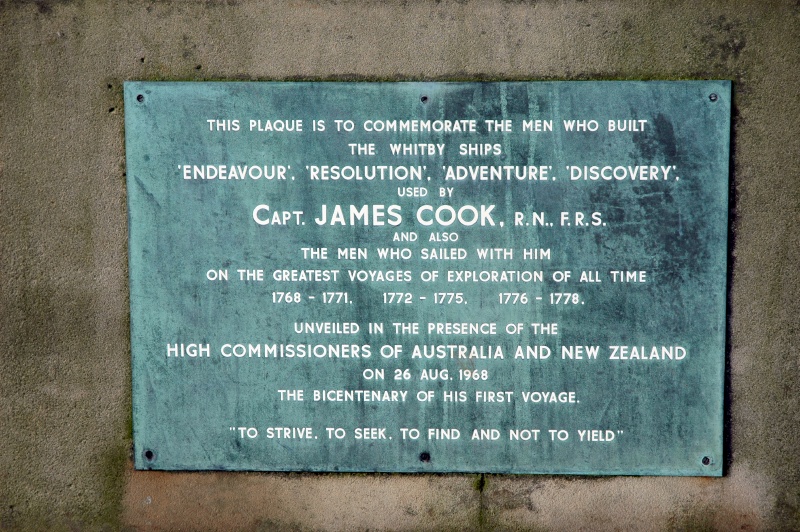 THIS PLAQUE IS TO COMMEMORATE THE MEN WHO BUILT
THE WHITBY SHIPS
'ENDEAVOUR', 'RESOLUTION', 'ADVENTURE', 'DISCOVERY',
USED BY
CAPT. JAMES COOK, R.N., F.R.S.
AND ALSO
THE MEN WHO SAILED WITH HIM
ON THE GREATEST VOYAGES OF EXPLORATION OF ALL TIME
1768 - 1771, 1772 - 1775, 1776 - 1778.
UNVEILED IN THE PRESENCE OF THE
HIGH COMMISSIONERS OF AUSTRALIA AND NEW ZEALAND
ON 26 AUG. 1968
THE BICENTENARY OF HIS FIRST VOYAGE.
"TO STRIVE, TO SEEK, TO FIND AND NOT TO YIELD"